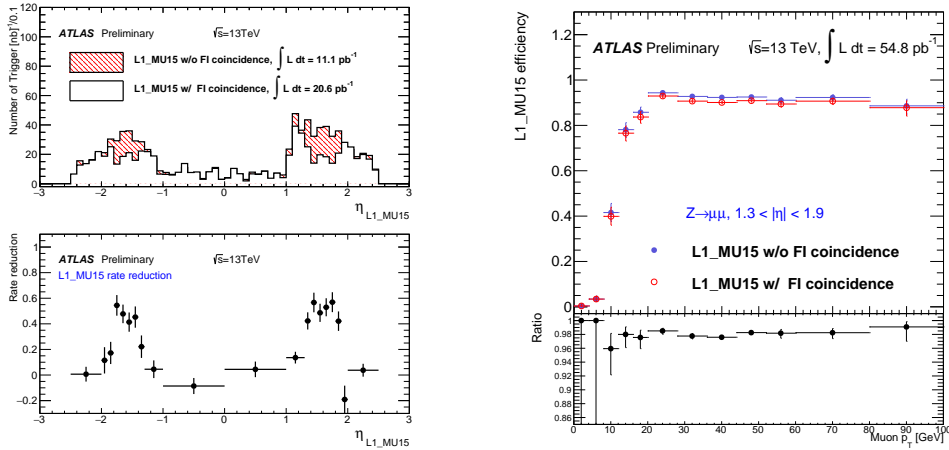 Number of Trigger [nb]¹/0.1
ATLAS Preliminary √s=13TeV
L1_MU15 w/o FI coincidence, ∫ L dt = 11.1 pb⁻¹
L1_MU15 w/ FI coincidence, ∫ L dt = 20.6 pb⁻¹
120
100
80
60
40
20
0
−3 −2 −1 0 1 2 3
η L1_MU15
Rate reduction
ATLAS Preliminary √s=13TeV
L1_MU15 rate reduction
1
0.8
0.6
0.4
0.2
0
−0.2
−3 −2 −1 0 1 2 3
η L1_MU15
L1_MU15 efficiency
ATLAS Preliminary √s=13 TeV, ∫ L dt = 54.8 pb⁻¹
1.2
1
0.8
0.6
0.4
0.2
0
Z→μμ, 1.3 < |η| < 1.9
L1_MU15 w/o FI coincidence
L1_MU15 w/ FI coincidence
Ratio
1
0.98
0.96
0.94
0.92
0.9
0.88
0.86
0 10 20 30 40 50 60 70 80 90 100
Muon p_T [GeV]